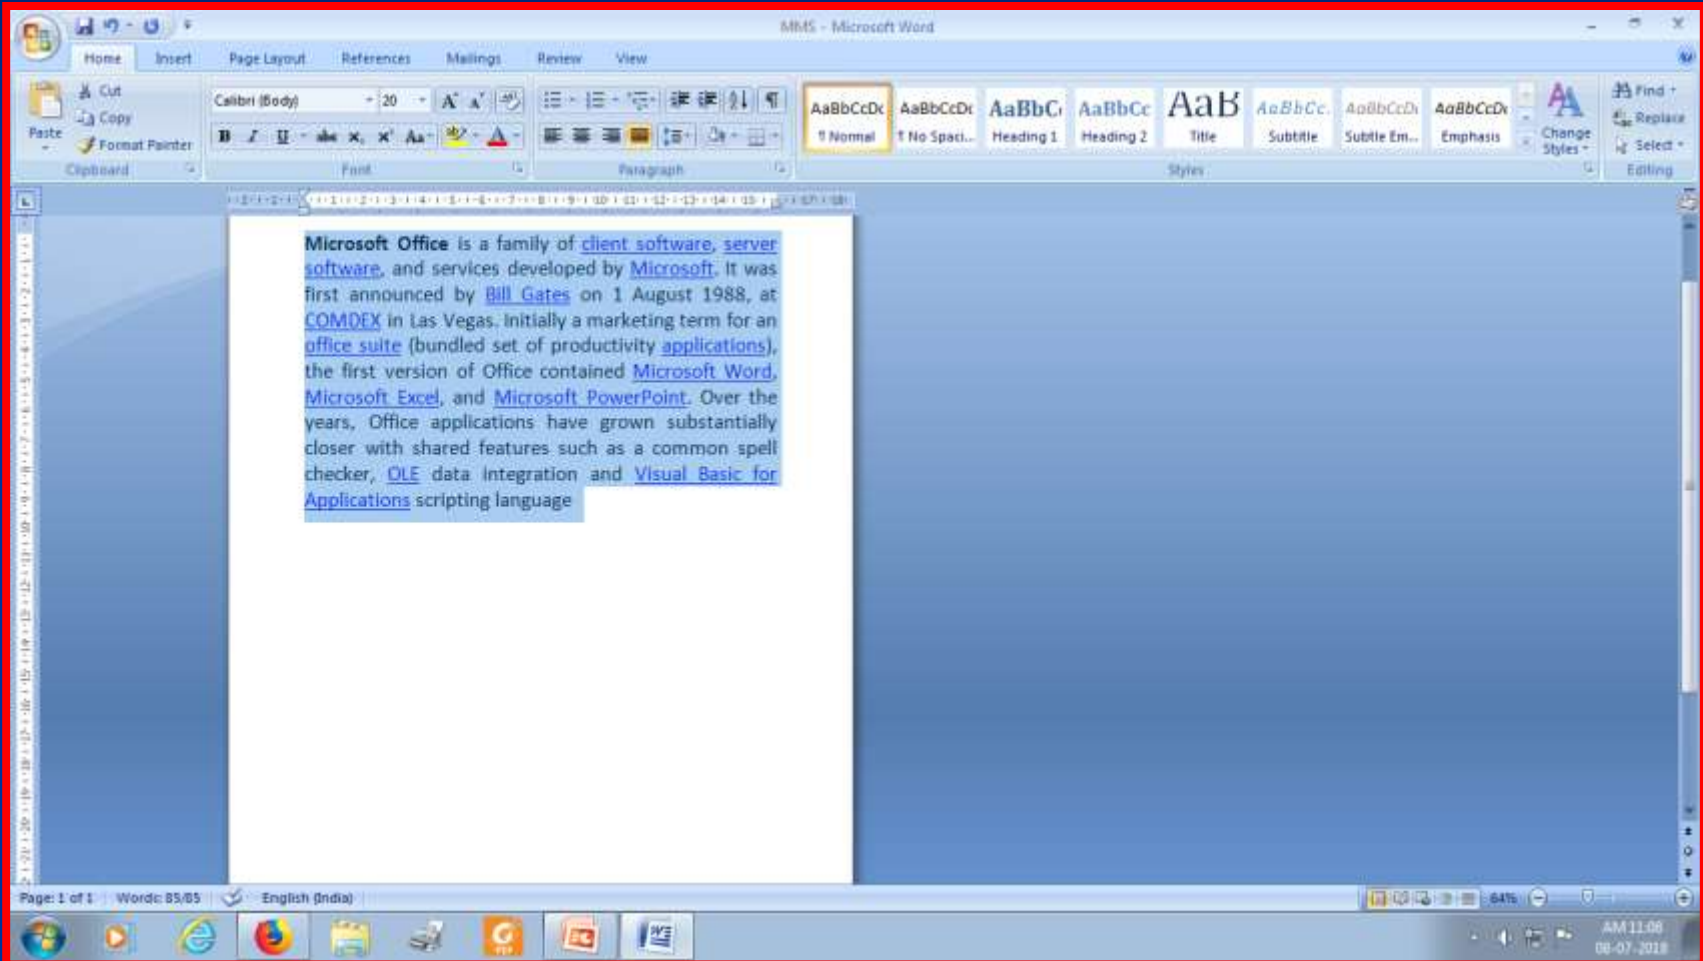 MMS - Microsoft Word
Home Insert Page Layout References Mailings Review View
Paste
Cut
Copy
Format Painter
Clipboard
Calibri (Body) 20
Font
Paragraph
AaBbCcDc AaBbCcDc AaBbC AaBbCc AaB AaBbCc. AaBbCcDc AaBbCcDc
¶ Normal ¶ No Spaci... Heading 1 Heading 2 Title Subtitle Subtle Em... Emphasis
Change Styles
Styles
Find
Replace
Select
Editing
Microsoft Office is a family of client software, server
software, and services developed by Microsoft. It was
first announced by Bill Gates on 1 August 1988, at
COMDEX in Las Vegas. Initially a marketing term for an
office suite (bundled set of productivity applications),
the first version of Office contained Microsoft Word,
Microsoft Excel, and Microsoft PowerPoint. Over the
years, Office applications have grown substantially
closer with shared features such as a common spell
checker, OLE data integration and Visual Basic for
Applications scripting language
Page: 1 of 1 Words: 85/85 English (India) 64%
AM 11:08
08-07-2018